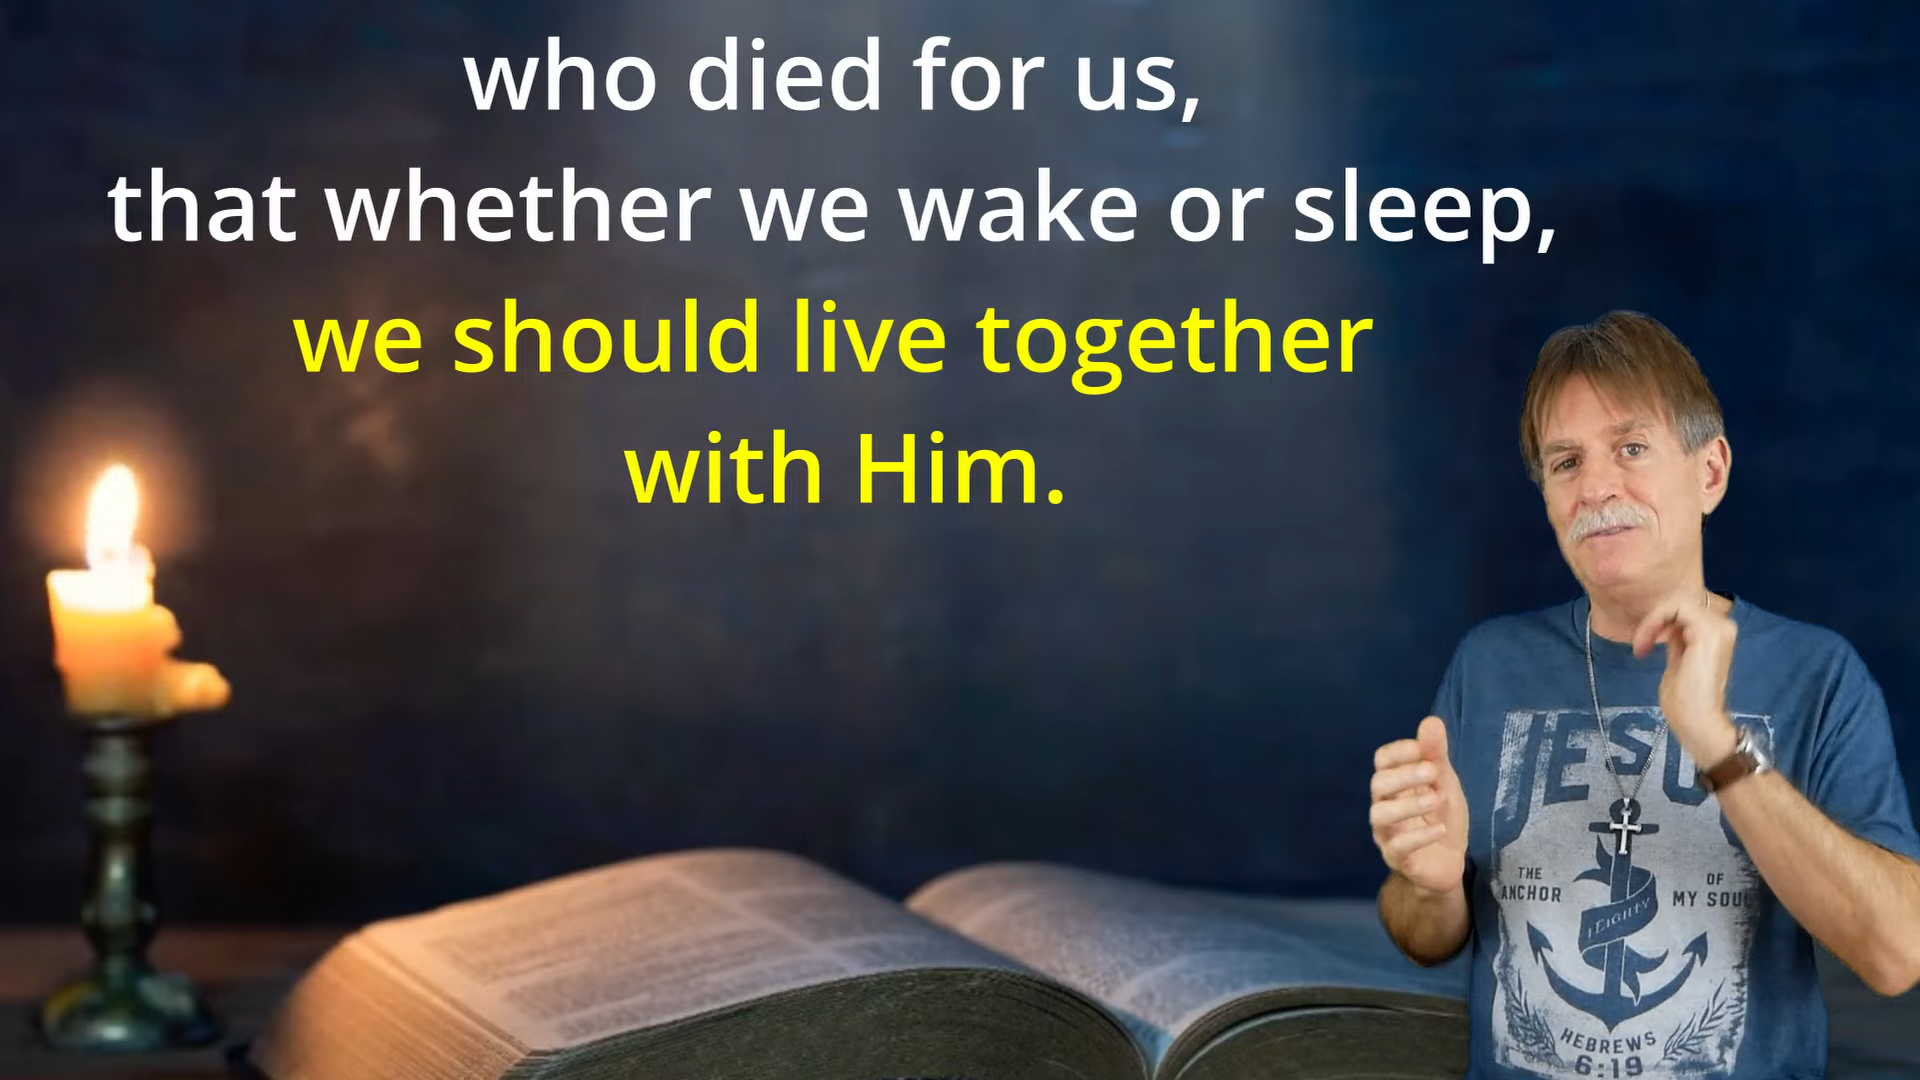 who died for us,
that whether we wake or sleep,
we should live together
with Him.
JESU
THE
ANCHOR
OF
MY SOUL
HEBREWS
6:19